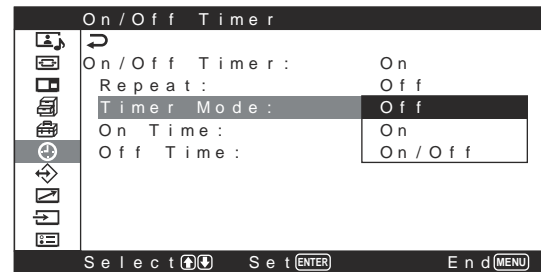 On/Off Timer
On/Off Timer: On
Repeat: Off
Timer Mode: Off
On Time: On
Off Time: On/Off
Select Set ENTER End MENU